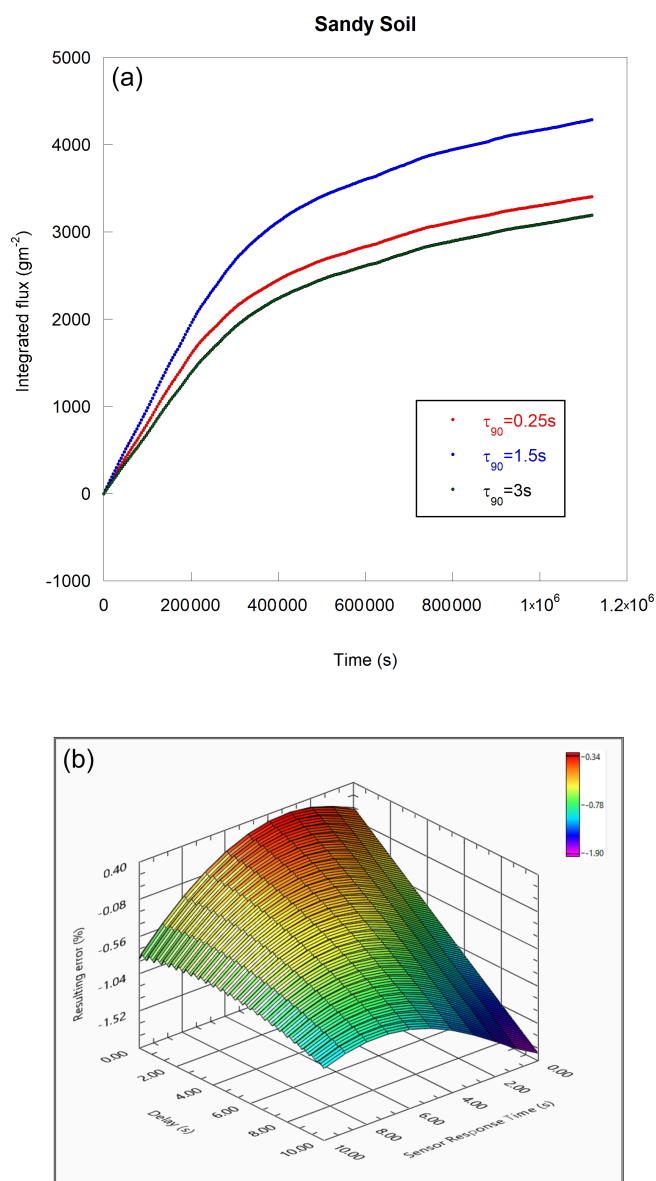 Sandy Soil
(a)
5000
4000
3000
2000
1000
0
-1000
Integrated flux (gm⁻²)
τ₉₀=0.25s
τ₉₀=1.5s
τ₉₀=3s
0 200000 400000 600000 800000 1×10⁶ 1.2×10⁶
Time (s)
(b)
-0.34
-0.78
-1.90
0.40
-0.08
-0.56
-1.04
-1.52
Resulting error (%)
0.00
2.00
4.00
6.00
8.00
10.00
Delay (s)
0.00
2.00
4.00
6.00
8.00
10.00
Sensor Response Time (s)